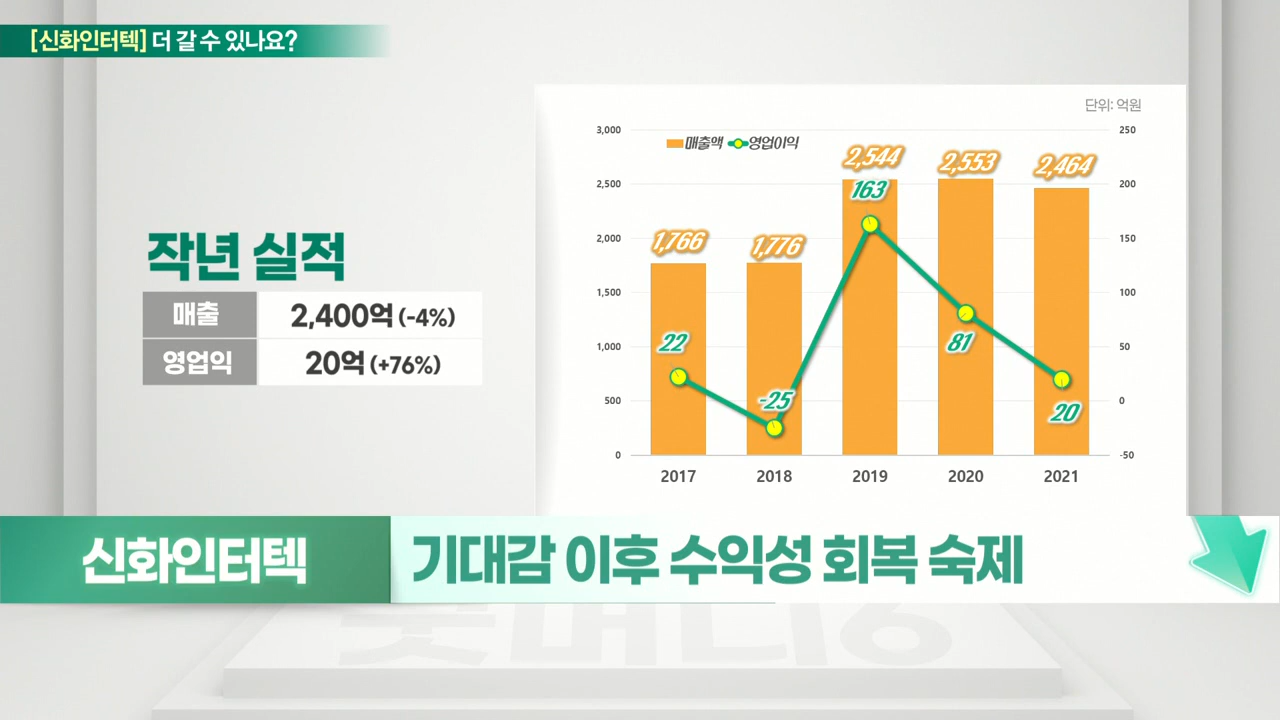 [신화인터텍] 더 갈 수 있나요?
작년 실적
매출 2,400억 (-4%)
영업익 20억 (+76%)
단위: 억원
매출액 영업이익
3,000
2,500
2,000
1,500
1,000
500
0
250
200
150
100
50
0
-50
1,766
1,776
2,544
2,553
2,464
22
-25
163
81
20
2017 2018 2019 2020 2021
신화인터텍 기대감 이후 수익성 회복 숙제
굿머니6